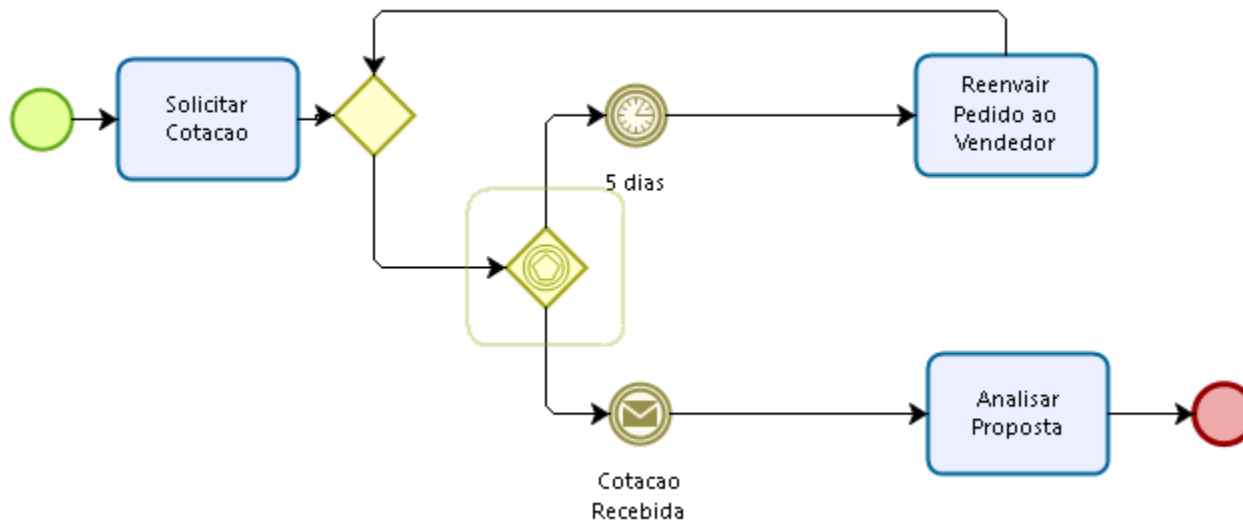 Solicitar
Cotacao
Reenvair
Pedido ao
Vendedor
5 dias
Analisar
Proposta
Cotacao
Recebida